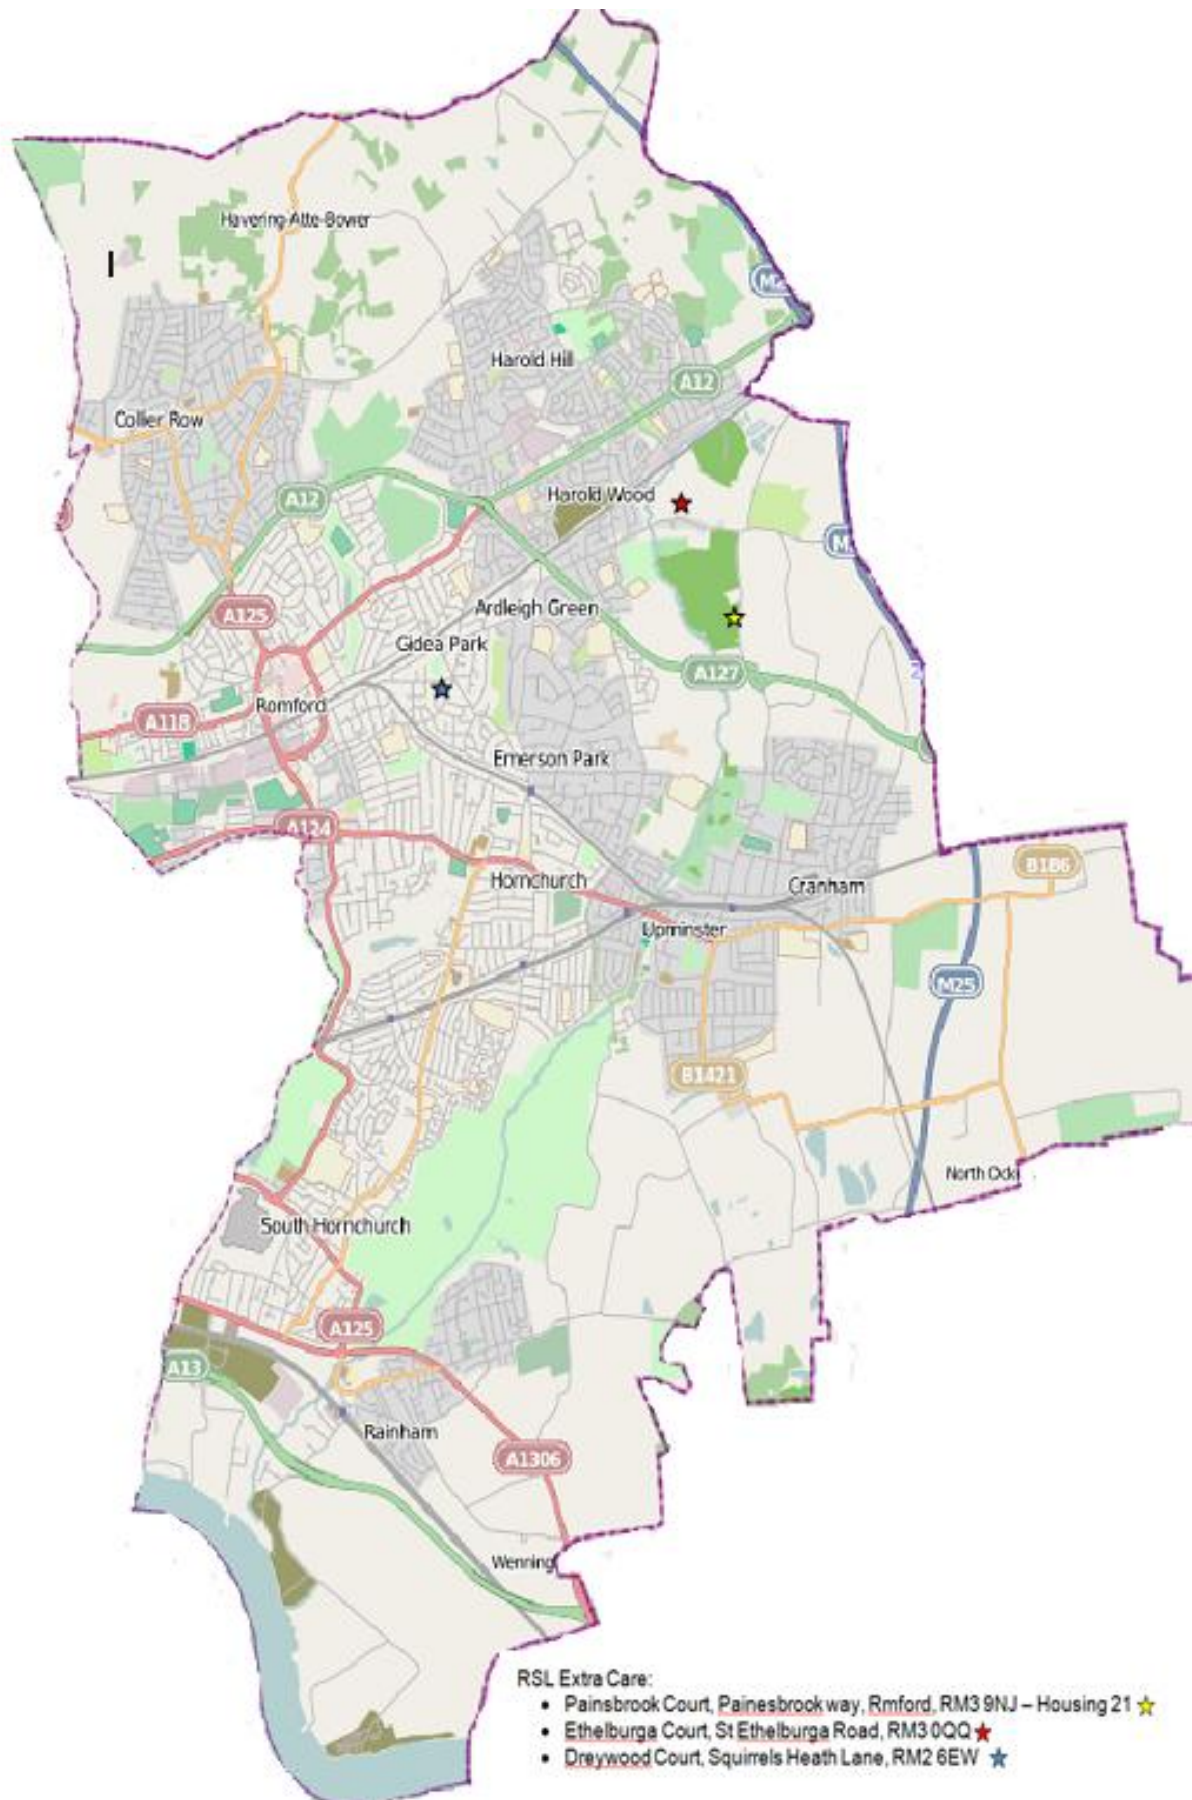 Havering-Atte-Bower
M2
Harold Hill
A12
Collier Row
Harold Wood
A12
M
A125
Ardleigh Green
Gidea Park
A127
2
Romford
A118
Emerson Park
A124
B186
Hornchurch
Cranham
Upminster
M25
B1421
North Ock
South Hornchurch
A125
A13
Rainham
A1306
Wenning
RSL Extra Care:
• Painsbrook Court, Painesbrook way, Rmford, RM3 9NJ – Housing 21
• Ethelburga Court, St Ethelburga Road, RM3 0QQ
• Dreywood Court, Squirrels Heath Lane, RM2 6EW